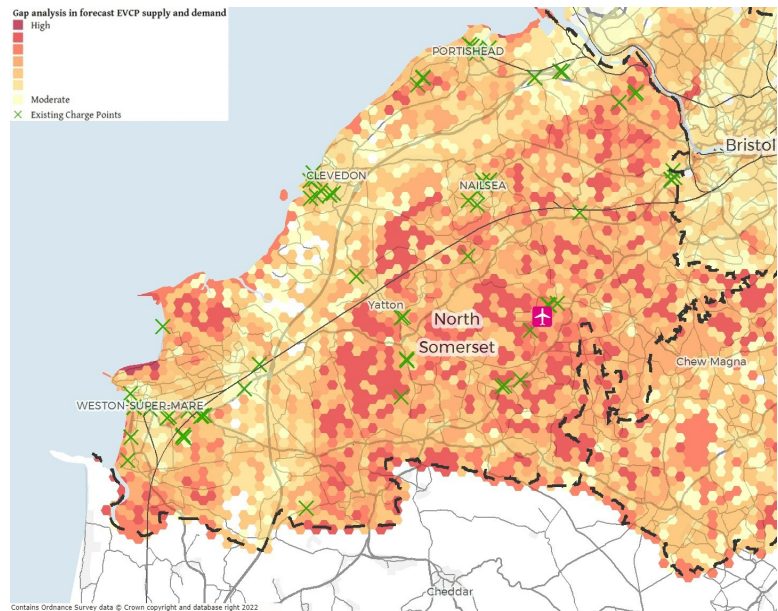 Gap analysis in forecast EVCP supply and demand
High
Moderate
Existing Charge Points
PORTISHEAD
Bristol
CLEVEDON
NAILSEA
Yatton
North
Somerset
Chew Magna
WESTON-SUPER-MARE
Cheddar
Contains Ordnance Survey data © Crown copyright and database right 2022